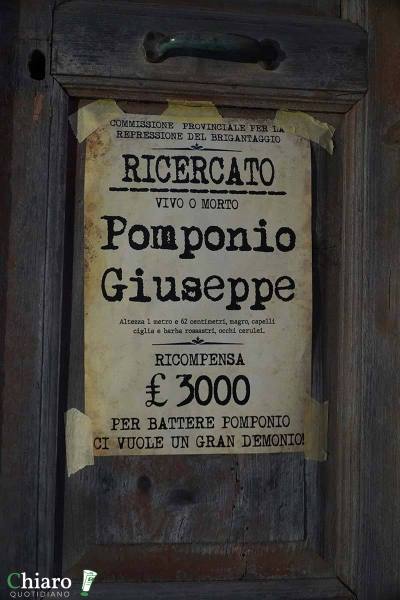 COMMISSIONE PROVINCIALE PER LA
REPRESSIONE DEL BRIGANTAGGIO
RICERCATO
VIVO O MORTO
Pomponio
Giuseppe
Altezza 1 metro e 62 centimetri, magro, capelli
ciglia e barba rossastri, occhi cerulei.
RICOMPENSA
£ 3000
PER BATTERE POMPONIO
CI VUOLE UN GRAN DEMONIO!
Chiaro
QUOTIDIANO